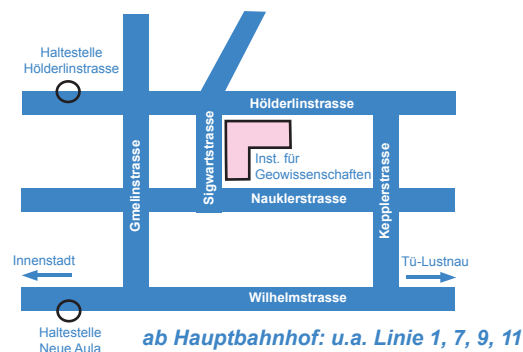 Haltestelle
Hölderlinstrasse
Hölderlinstrasse
Gmelinstrasse
Sigwartstrasse
Inst. für
Geowissenschaften
Kepplerstrasse
Nauklerstrasse
Innenstadt
Tü-Lustnau
Wilhelmstrasse
Haltestelle
Neue Aula
ab Hauptbahnhof: u.a. Linie 1, 7, 9, 11